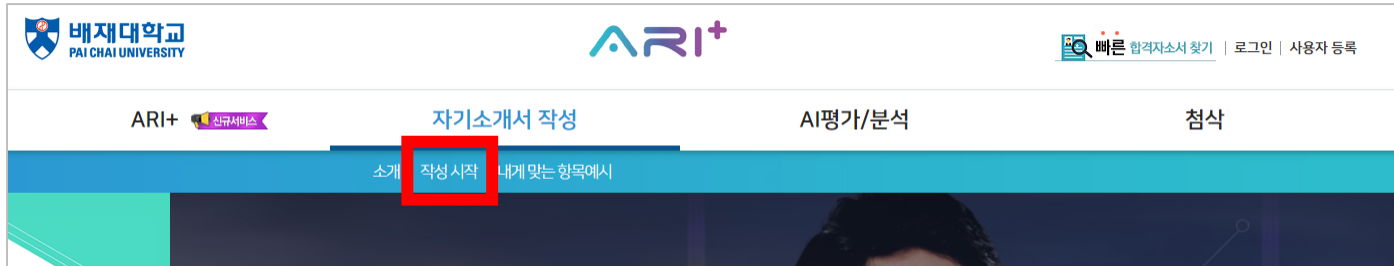 배재대학교
PAI CHAI UNIVERSITY
ARI+
빠른 합격자소서 찾기 | 로그인 | 사용자 등록
ARI+ 신규서비스 자기소개서 작성 AI평가/분석 첨삭
소개 작성 시작 내게 맞는 항목예시